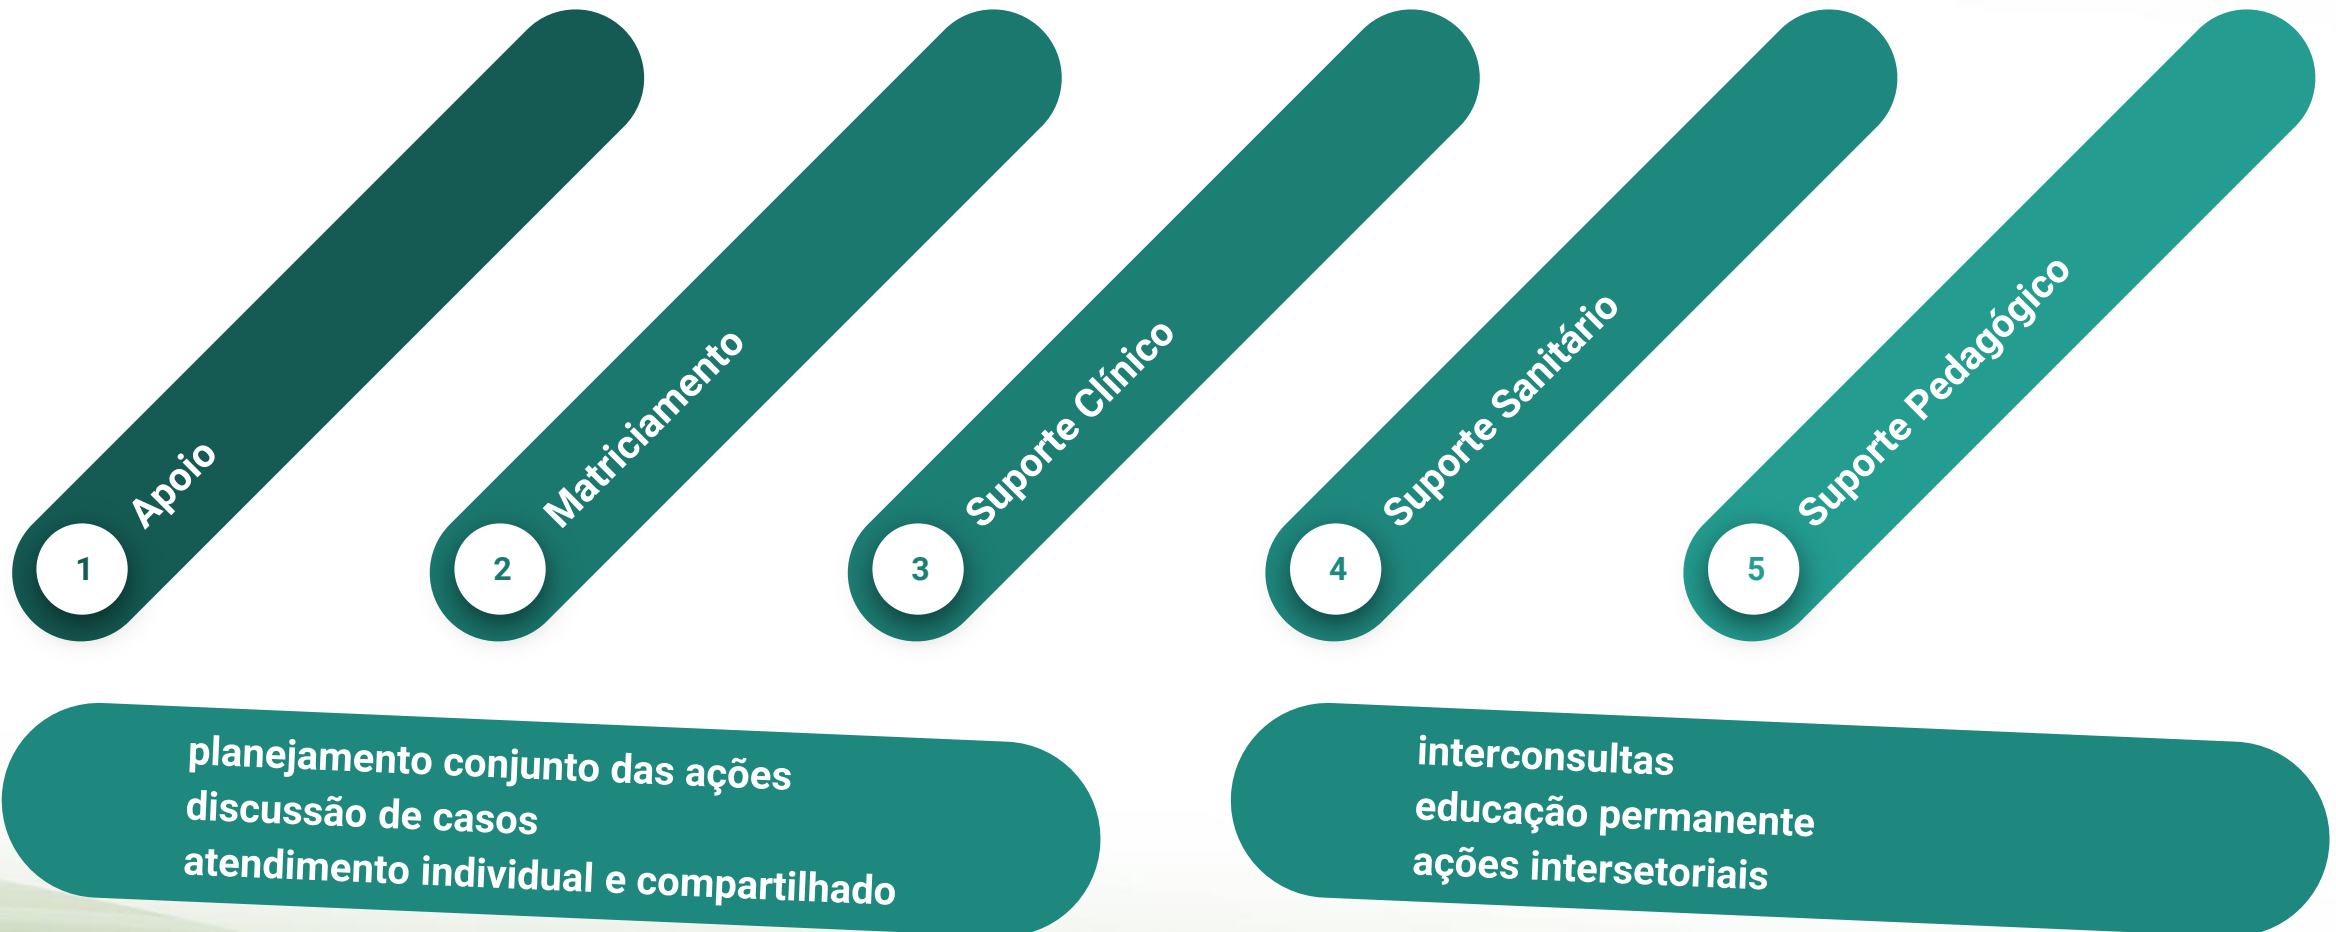 Apoio
1
Matriciamento
2
Suporte Clínico
3
Suporte Sanitário
4
Suporte Pedagógico
5
planejamento conjunto das ações
discussão de casos
atendimento individual e compartilhado
interconsultas
educação permanente
ações intersetoriais